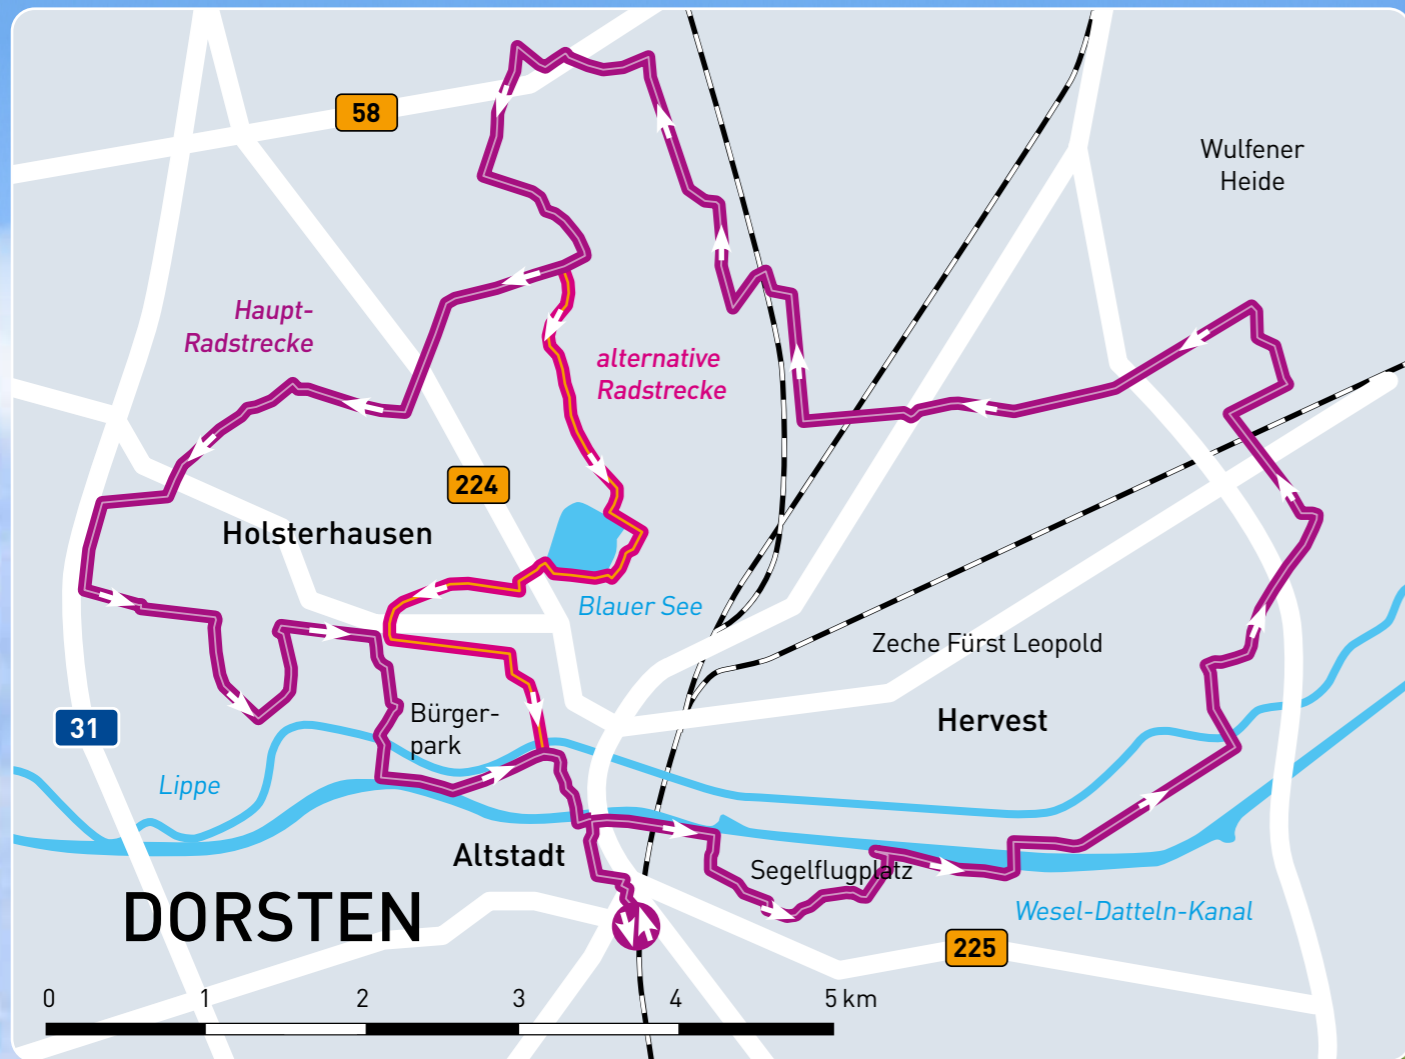 58
Wulfener
Heide
Haupt-
Radstrecke
alternative
Radstrecke
224
Holsterhausen
Blauer See
Zeche Fürst Leopold
31
Bürger-
park
Hervest
Lippe
Altstadt
Segelflugplatz
DORSTEN
Wesel-Datteln-Kanal
225
0 1 2 3 4 5 km